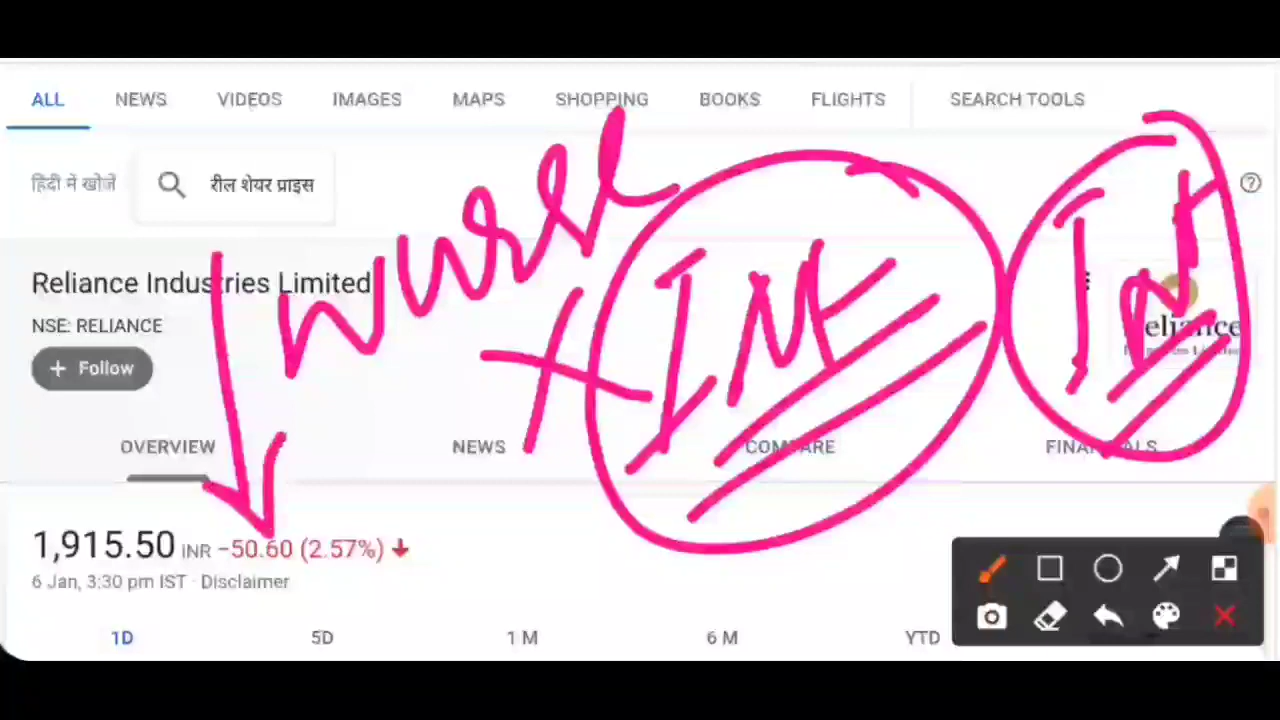 ALL NEWS VIDEOS IMAGES MAPS SHOPPING BOOKS FLIGHTS SEARCH TOOLS
हिदी में खोजें रील शेयर प्राइस
Reliance Industries Limited
NSE: RELIANCE
+ Follow
OVERVIEW NEWS COMPARE FINANCIALS
1,915.50 INR −50.60 (2.57%)
6 Jan, 3:30 pm IST · Disclaimer
1D 5D 1 M 6 M YTD